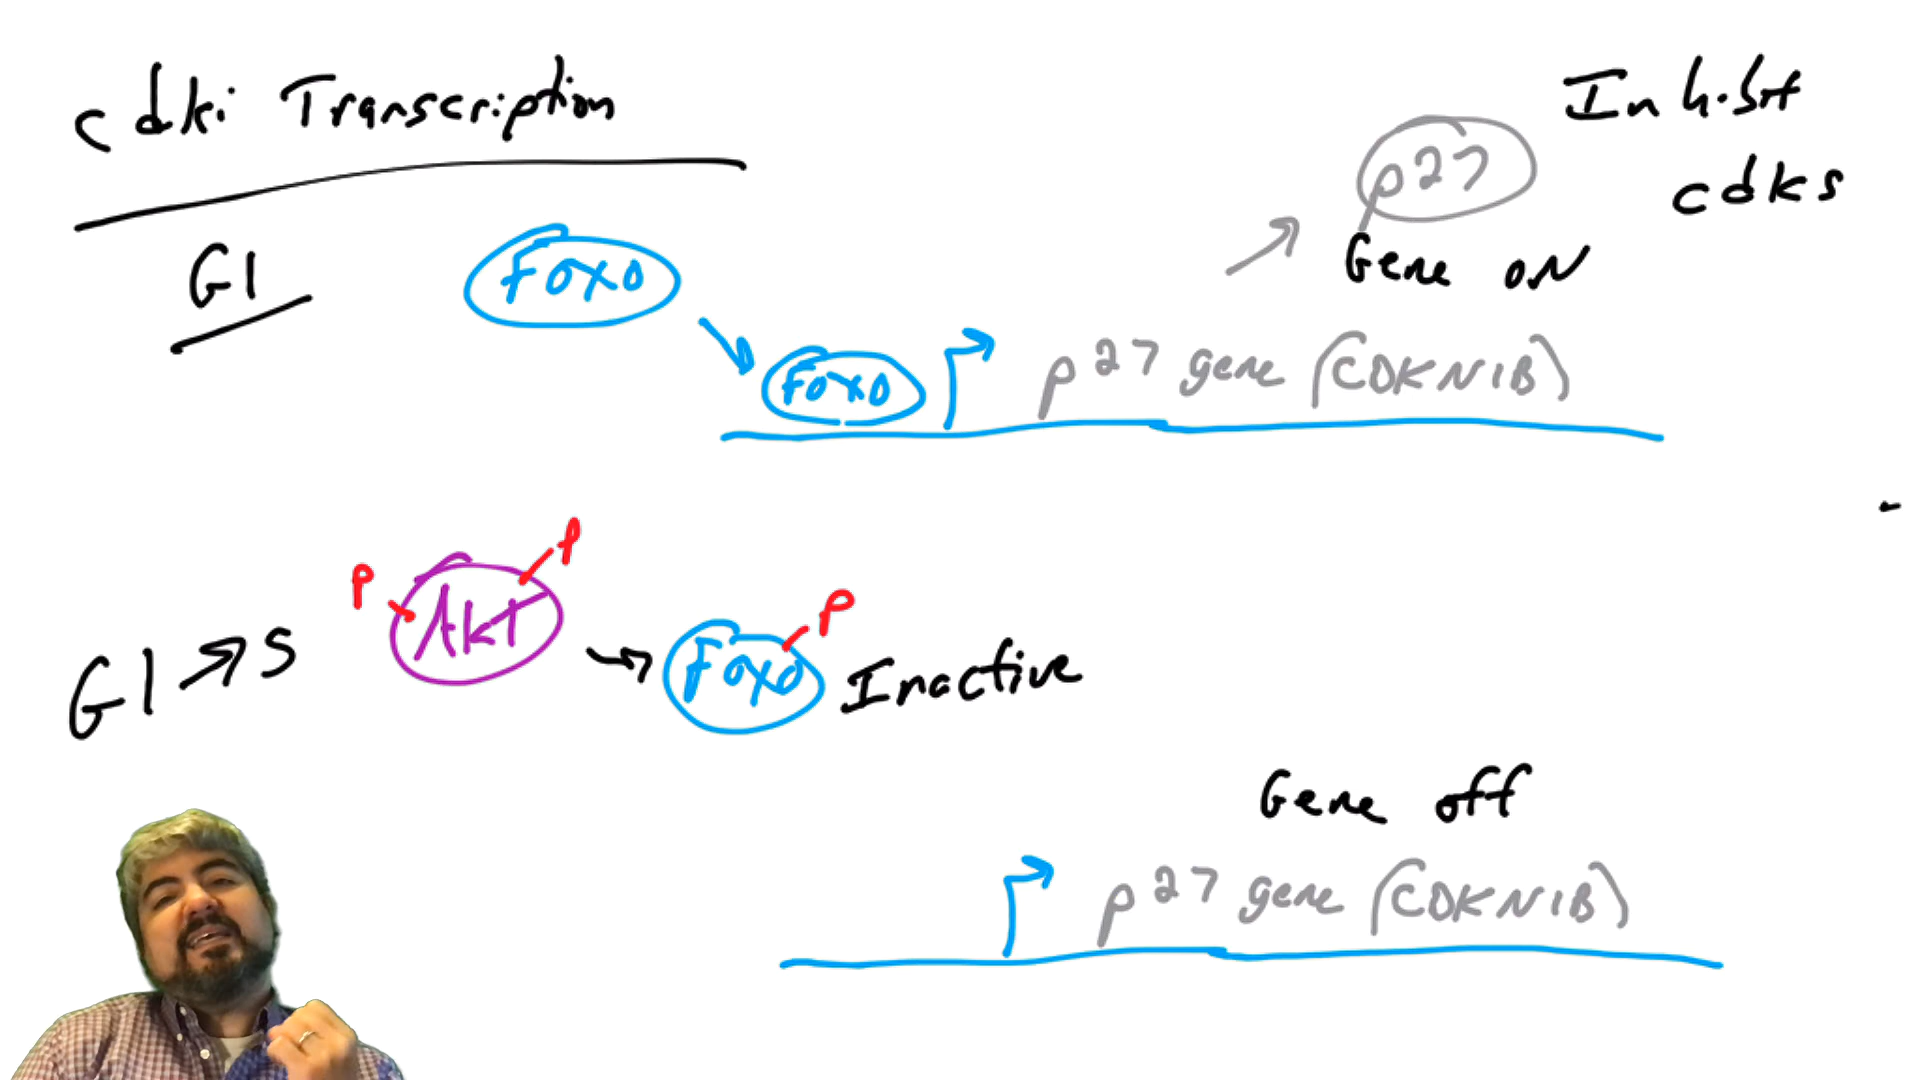 cdki Transcription
G1
Foxo
Foxo
p27
Inhibit
cdks
Gene on
p27 gene (CDKN1B)
G1 → S
P
Akt
P
Foxo
P
Inactive
Gene off
p27 gene (CDKN1B)